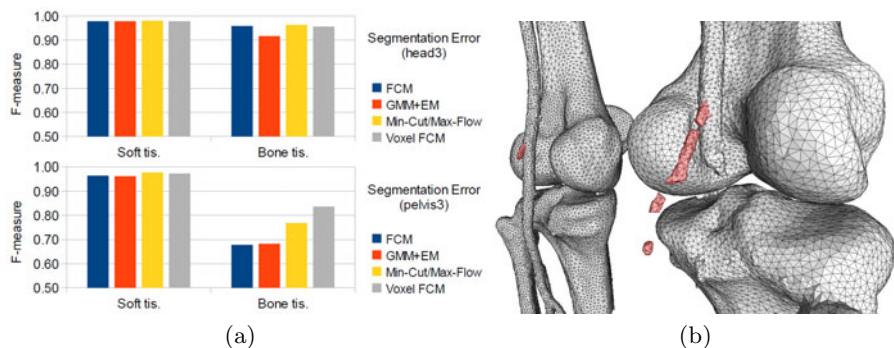 1.00
0.90
0.80
0.70
0.60
0.50
F-measure
Soft tis.
Bone tis.
Segmentation Error
(head3)
FCM
GMM+EM
Min-Cut/Max-Flow
Voxel FCM
1.00
0.90
0.80
0.70
0.60
0.50
F-measure
Soft tis.
Bone tis.
Segmentation Error
(pelvis3)
FCM
GMM+EM
Min-Cut/Max-Flow
Voxel FCM
(a)
(b)